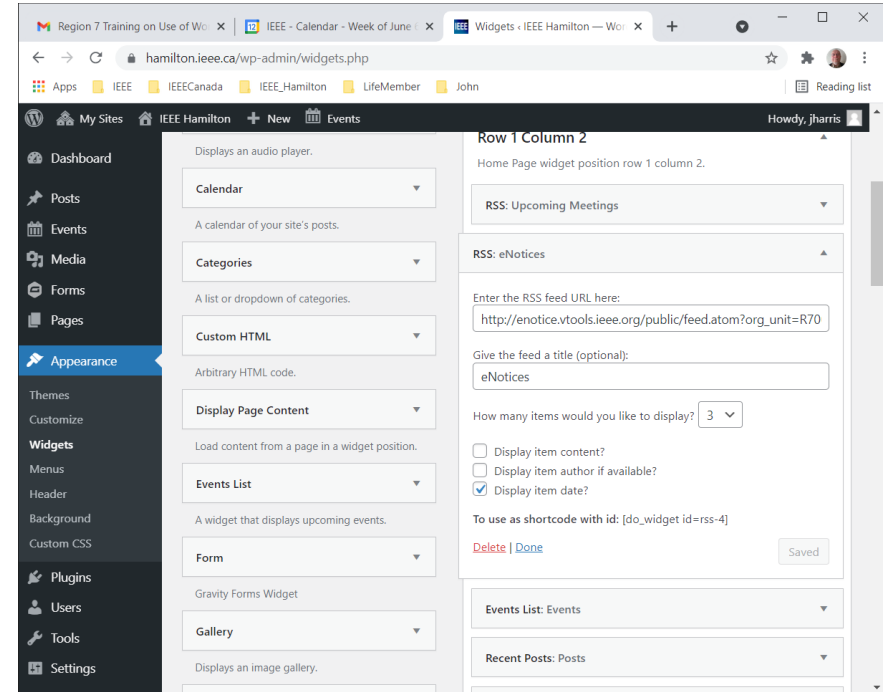 Region 7 Training on Use of Wo
IEEE - Calendar - Week of June
Widgets ‹ IEEE Hamilton — Wor
hamilton.ieee.ca/wp-admin/widgets.php
Apps
IEEE
IEEECanada
IEEE_Hamilton
LifeMember
John
Reading list
My Sites
IEEE Hamilton
New
Events
Howdy, jharris
Dashboard
Posts
Events
Media
Forms
Pages
Appearance
Themes
Customize
Widgets
Menus
Header
Background
Custom CSS
Plugins
Users
Tools
Settings
Displays an audio player.
Calendar
A calendar of your site's posts.
Categories
A list or dropdown of categories.
Custom HTML
Arbitrary HTML code.
Display Page Content
Load content from a page in a widget position.
Events List
A widget that displays upcoming events.
Form
Gravity Forms Widget
Gallery
Displays an image gallery.
Row 1 Column 2
Home Page widget position row 1 column 2.
RSS: Upcoming Meetings
RSS: eNotices
Enter the RSS feed URL here:
http://enotice.vtools.ieee.org/public/feed.atom?org_unit=R70
Give the feed a title (optional):
eNotices
How many items would you like to display? 3
Display item content?
Display item author if available?
Display item date?
To use as shortcode with id: [do_widget id=rss-4]
Delete | Done
Saved
Events List: Events
Recent Posts: Posts